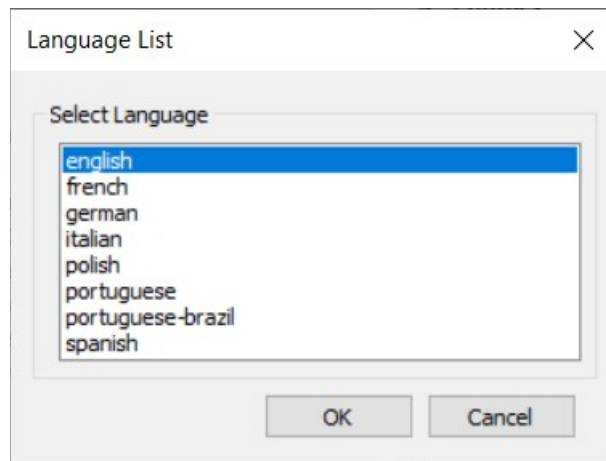 Language List
Select Language
english
french
german
italian
polish
portuguese
portuguese-brazil
spanish
OK Cancel